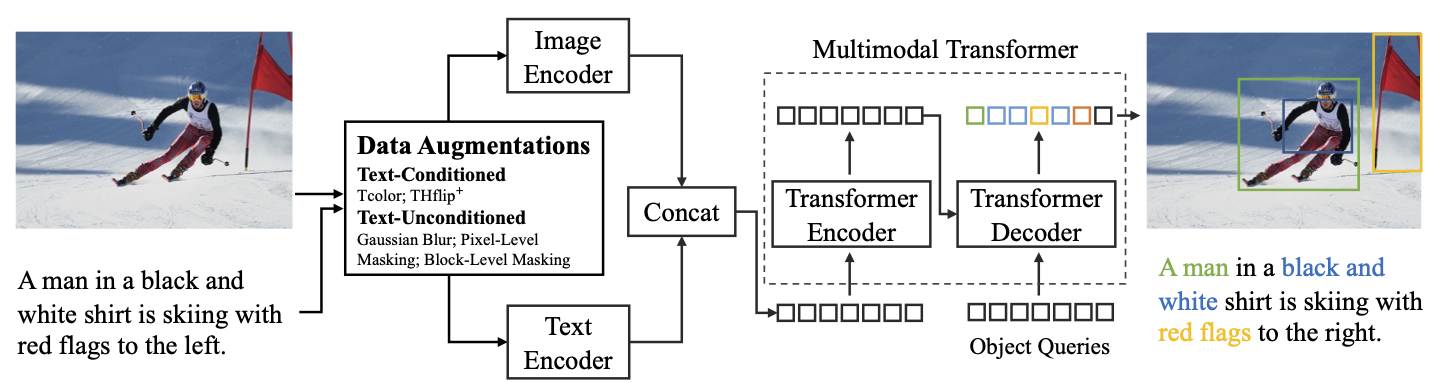 A man in a black and
white shirt is skiing with
red flags to the left.
Data Augmentations
Text-Conditioned
Tcolor; THflip+
Text-Unconditioned
Gaussian Blur; Pixel-Level
Masking; Block-Level Masking
Image
Encoder
Text
Encoder
Concat
Multimodal Transformer
Transformer
Encoder
Transformer
Decoder
Object Queries
A man in a black and
white shirt is skiing with
red flags to the right.